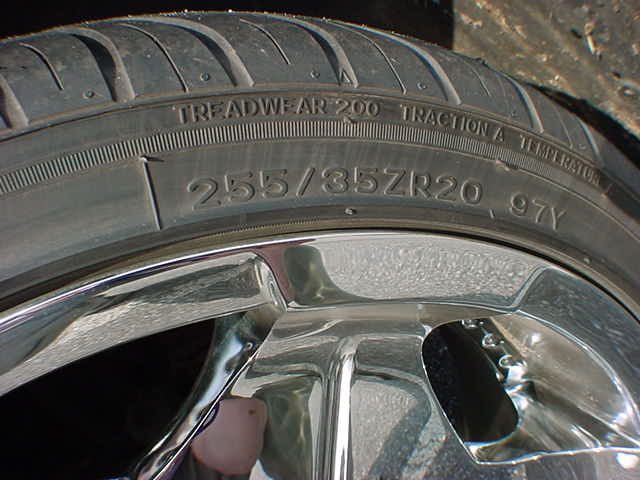 TREADWEAR 200 TRACTION A TEMPERATURE
255/35ZR20 97Y